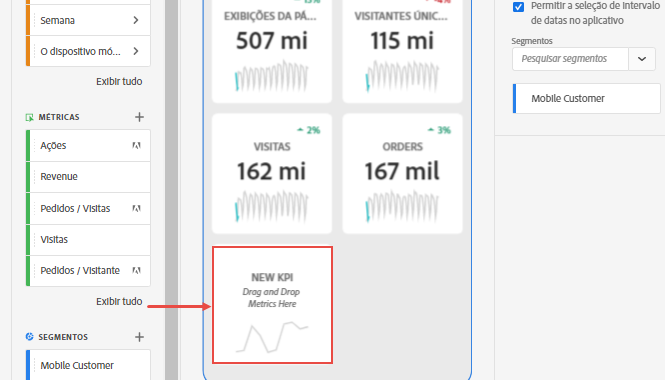 Semana
O dispositivo mó...
Exibir tudo
MÉTRICAS
Ações
Revenue
Pedidos / Visitas
Visitas
Pedidos / Visitante
Exibir tudo
SEGMENTOS
Mobile Customer
EXIBIÇÕES DA PÁ...
507 mi
VISITANTES ÚNIC...
115 mi
2%
VISITAS
162 mi
3%
ORDERS
167 mil
NEW KPI
Drag and Drop
Metrics Here
Permitir a seleção de intervalo
de datas no aplicativo
Segmentos
Pesquisar segmentos
Mobile Customer